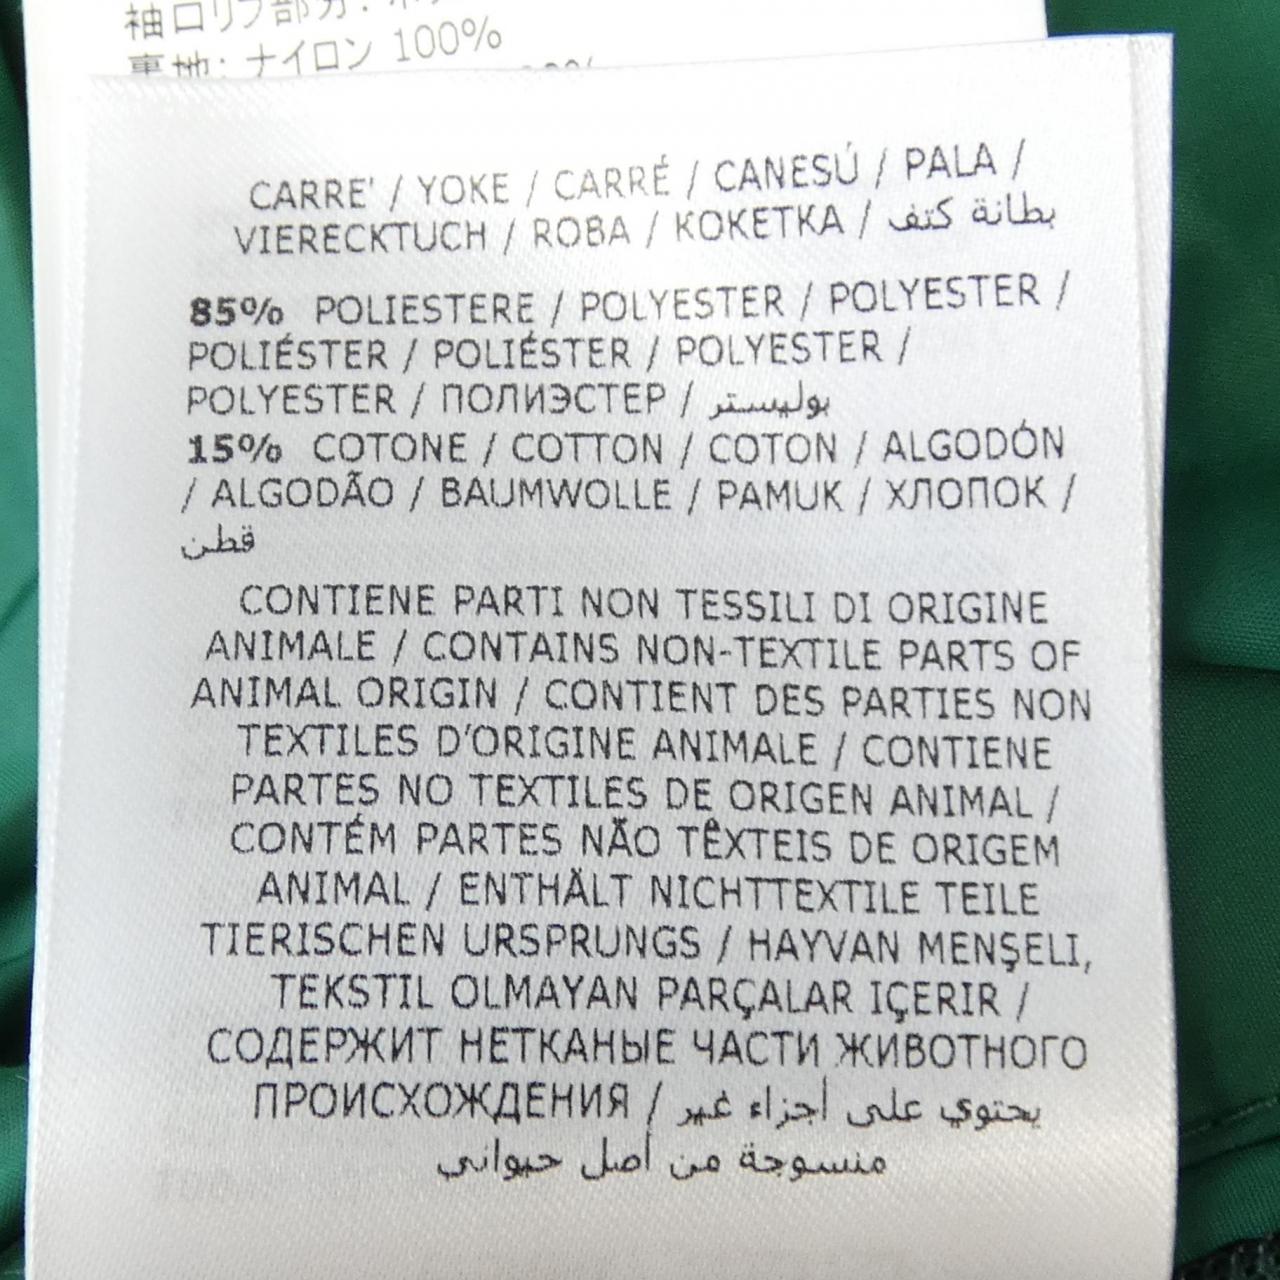 袖口リブ部分:
裏地: ナイロン 100%
CARRE' / YOKE / CARRÉ / CANESÚ / PALA /
VIERECKTUCH / ROBA / КОКЕТКА / بطانة كتف
85% POLIESTERE / POLYESTER / POLYESTER /
POLIÉSTER / POLIÉSTER / POLYESTER /
POLYESTER / ПОЛИЭСТЕР / بوليستر
15% COTONE / COTTON / COTON / ALGODÓN
/ ALGODÃO / BAUMWOLLE / PAMUK / ХЛОПОК /
قطن
CONTIENE PARTI NON TESSILI DI ORIGINE
ANIMALE / CONTAINS NON-TEXTILE PARTS OF
ANIMAL ORIGIN / CONTIENT DES PARTIES NON
TEXTILES D'ORIGINE ANIMALE / CONTIENE
PARTES NO TEXTILES DE ORIGEN ANIMAL /
CONTÉM PARTES NÃO TÊXTEIS DE ORIGEM
ANIMAL / ENTHÄLT NICHTTEXTILE TEILE
TIERISCHEN URSPRUNGS / HAYVAN MENŞELI,
TEKSTIL OLMAYAN PARÇALAR IÇERIR /
СОДЕРЖИТ НЕТКАНЫЕ ЧАСТИ ЖИВОТНОГО
ПРОИСХОЖДЕНИЯ / يحتوي على أجزاء غير
منسوجة من أصل حيواني